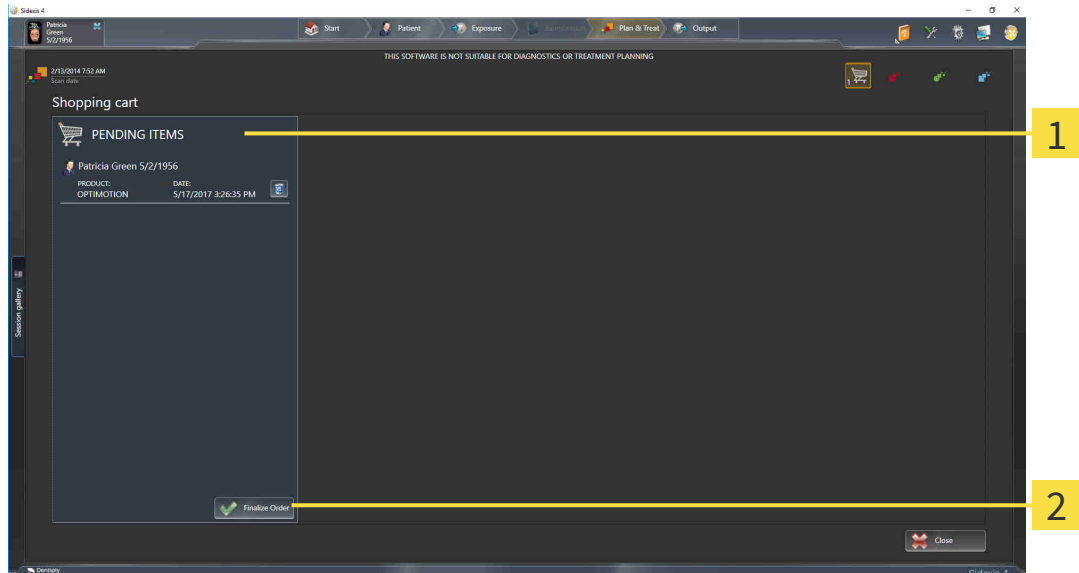 Sidexis 4
Patricia
Green
5/2/1956
Start
Patient
Exposure
Plan & Treat
Output
THIS SOFTWARE IS NOT SUITABLE FOR DIAGNOSTICS OR TREATMENT PLANNING
2/13/2014 7:52 AM
Scan date
1
Shopping cart
PENDING ITEMS
1
Patricia Green 5/2/1956
PRODUCT: DATE:
OPTIMOTION 5/17/2017 3:26:35 PM
Session gallery
Finalize Order
2
Close
Dentsply
Sidexis 4